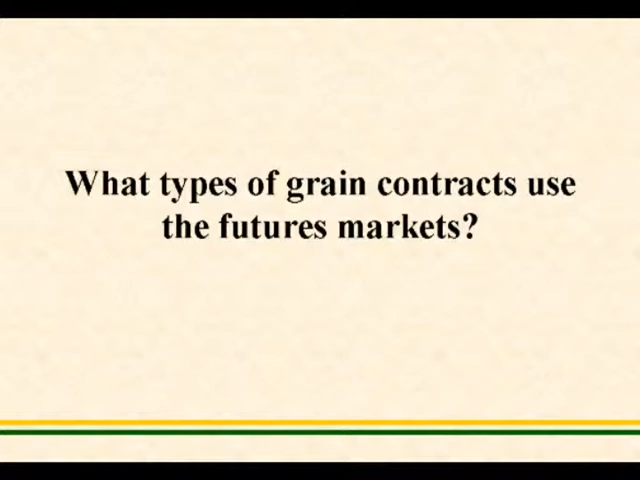 What types of grain contracts use
the futures markets?